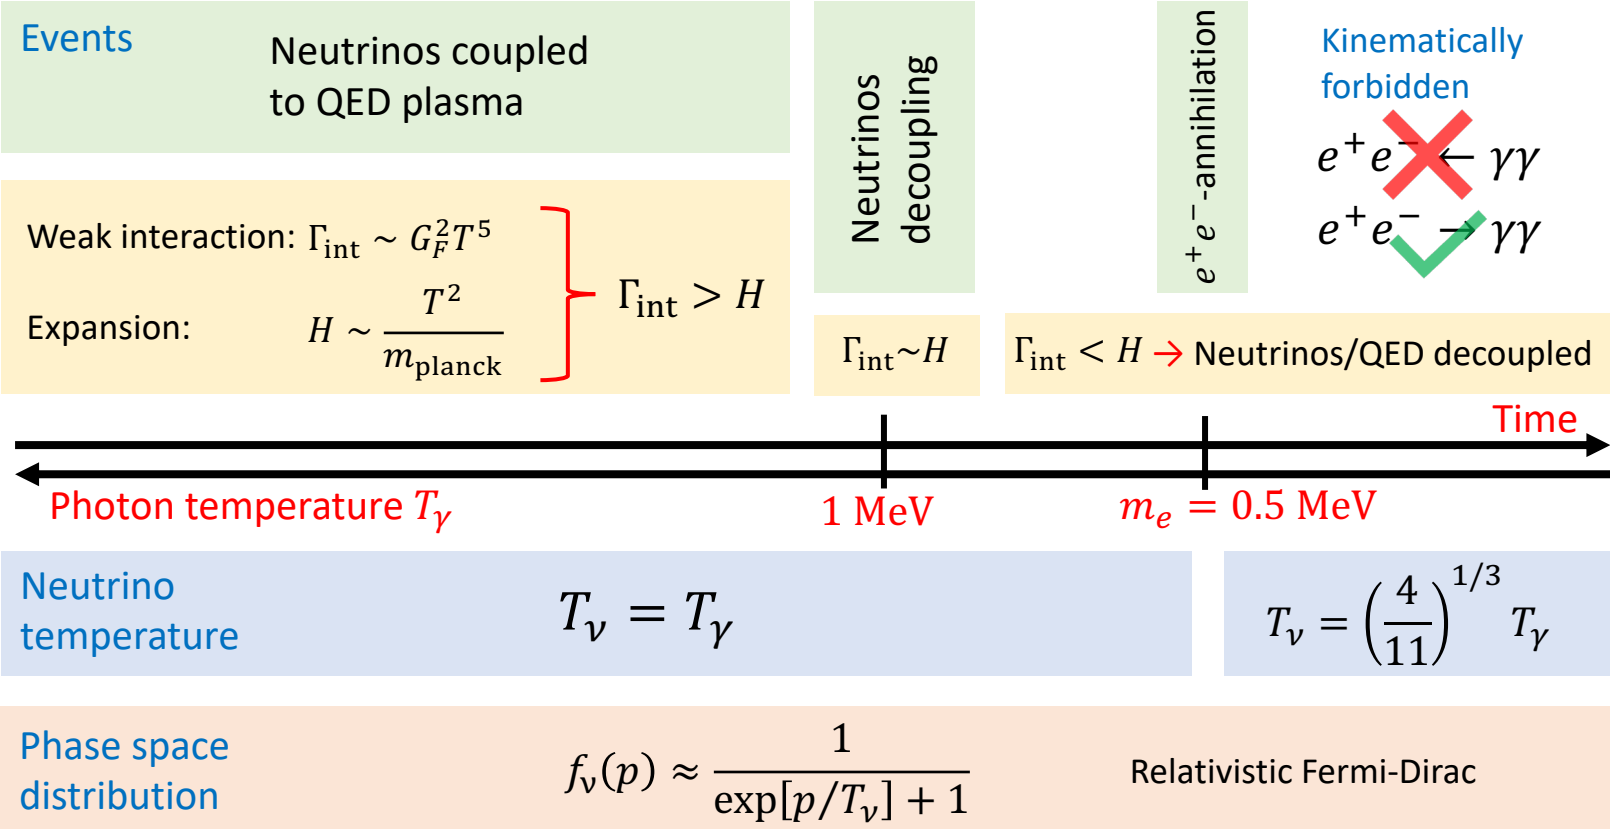 Events
Neutrinos coupled
to QED plasma
Neutrinos
decoupling
e⁺e⁻-annihilation
Kinematically
forbidden
e⁺e⁻ ← γγ
e⁺e⁻ → γγ
Weak interaction: Γ_int ~ G_F² T⁵
Expansion: H ~ T² / m_planck
Γ_int > H
Γ_int~H
Γ_int < H → Neutrinos/QED decoupled
Time
Photon temperature T_γ
1 MeV
m_e = 0.5 MeV
Neutrino
temperature
T_ν = T_γ
T_ν = (4/11)^{1/3} T_γ
Phase space
distribution
f_ν(p) ≈ 1 / (exp[p/T_ν] + 1)
Relativistic Fermi-Dirac